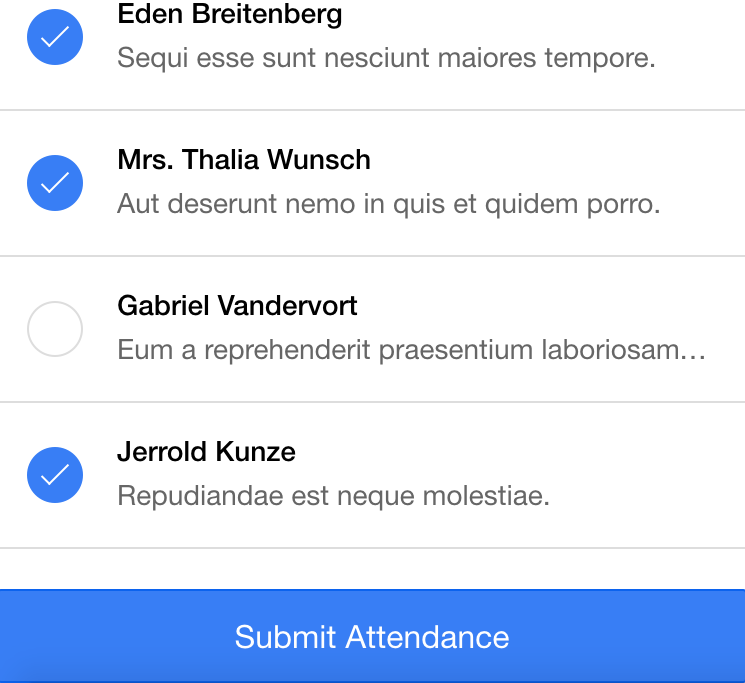 Eden Breitenberg
Sequi esse sunt nesciunt maiores tempore.
Mrs. Thalia Wunsch
Aut deserunt nemo in quis et quidem porro.
Gabriel Vandervort
Eum a reprehenderit praesentium laboriosam…
Jerrold Kunze
Repudiandae est neque molestiae.
Submit Attendance